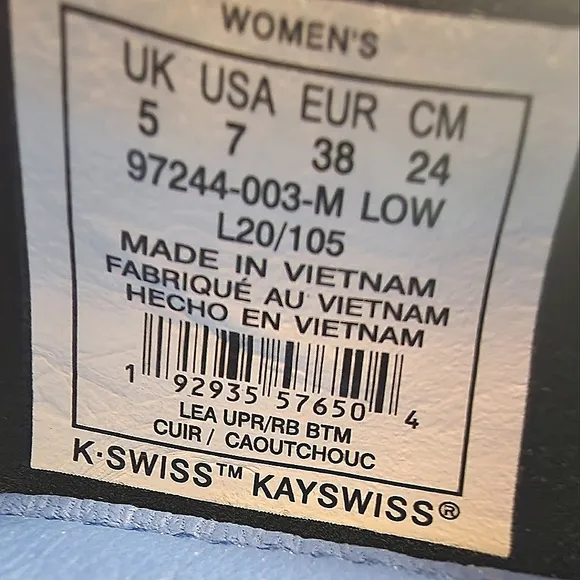 WOMEN'S
UK USA EUR CM
5 7 38 24
97244-003-M LOW
L20/105
MADE IN VIETNAM
FABRIQUÉ AU VIETNAM
HECHO EN VIETNAM
1 92935 57650 4
LEA UPR/RB BTM
CUIR / CAOUTCHOUC
K·SWISS™ KAYSWISS®